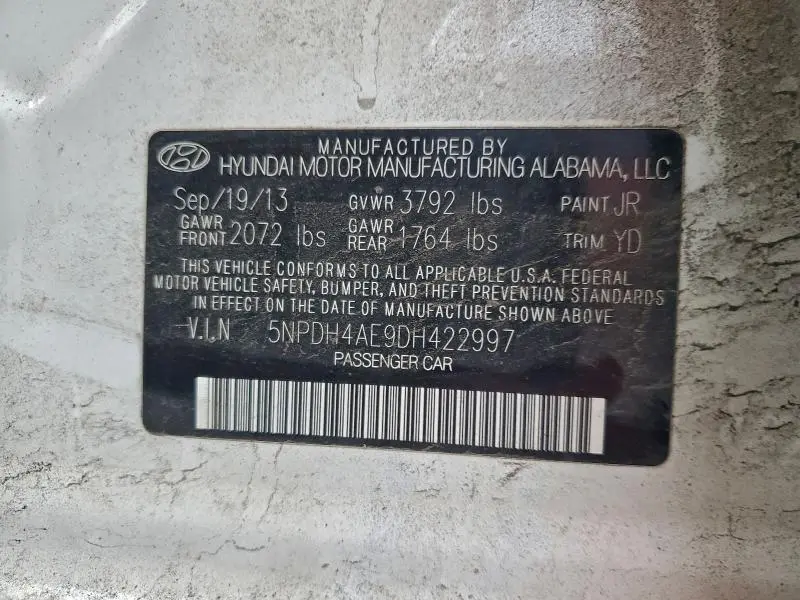 MANUFACTURED BY
HYUNDAI MOTOR MANUFACTURING ALABAMA, LLC
Sep/19/13 GVWR 3792 lbs PAINT JR
GAWR FRONT 2072 lbs GAWR REAR 1764 lbs TRIM YD
THIS VEHICLE CONFORMS TO ALL APPLICABLE U.S.A. FEDERAL
MOTOR VEHICLE SAFETY, BUMPER, AND THEFT PREVENTION STANDARDS
IN EFFECT ON THE DATE OF MANUFACTURE SHOWN ABOVE.
V.I.N 5NPDH4AE9DH422997
PASSENGER CAR